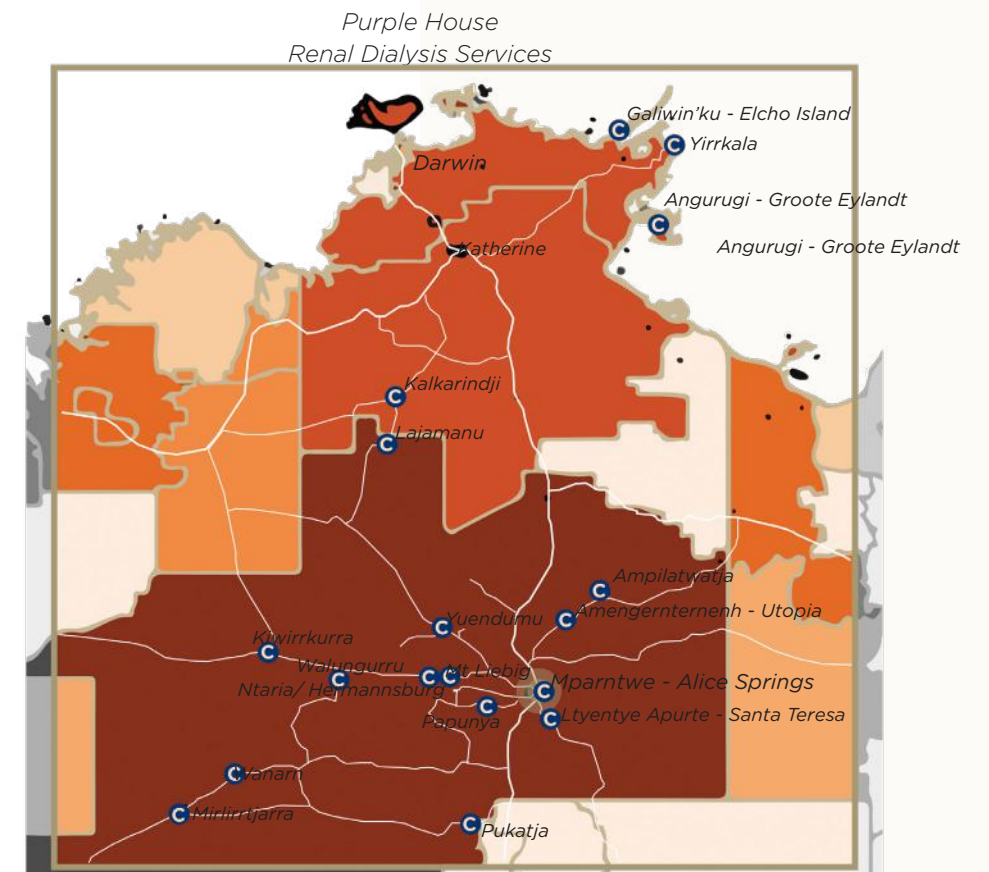 Purple House
Renal Dialysis Services
Galiwin'ku - Elcho Island
Yirrkala
Darwin
Angurugi - Groote Eylandt
Angurugi - Groote Eylandt
Katherine
Kalkarindji
Lajamanu
Ampilatwatja
Amengernternenh - Utopia
Yuendumu
Kiwirrkurra
Walungurru
Mt Liebig
Ntaria/ Hermannsburg
Mparntwe - Alice Springs
Papunya
Ltyentye Apurte - Santa Teresa
Wanarn
Mirlirrtjarra
Pukatja